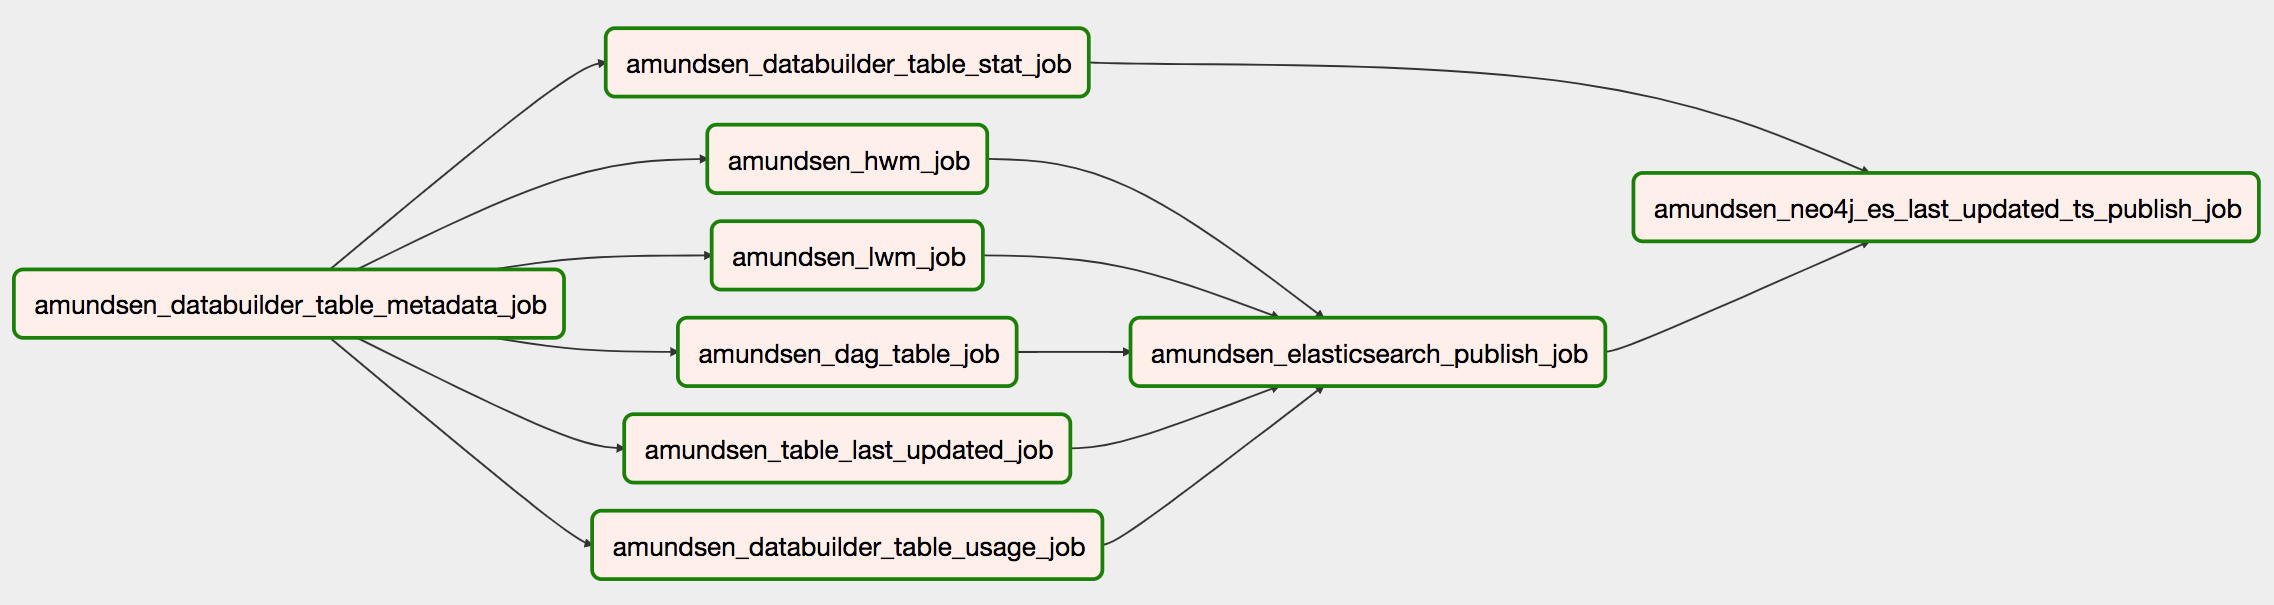 amundsen_databuilder_table_stat_job
amundsen_hwm_job
amundsen_neo4j_es_last_updated_ts_publish_job
amundsen_lwm_job
amundsen_databuilder_table_metadata_job
amundsen_dag_table_job
amundsen_elasticsearch_publish_job
amundsen_table_last_updated_job
amundsen_databuilder_table_usage_job